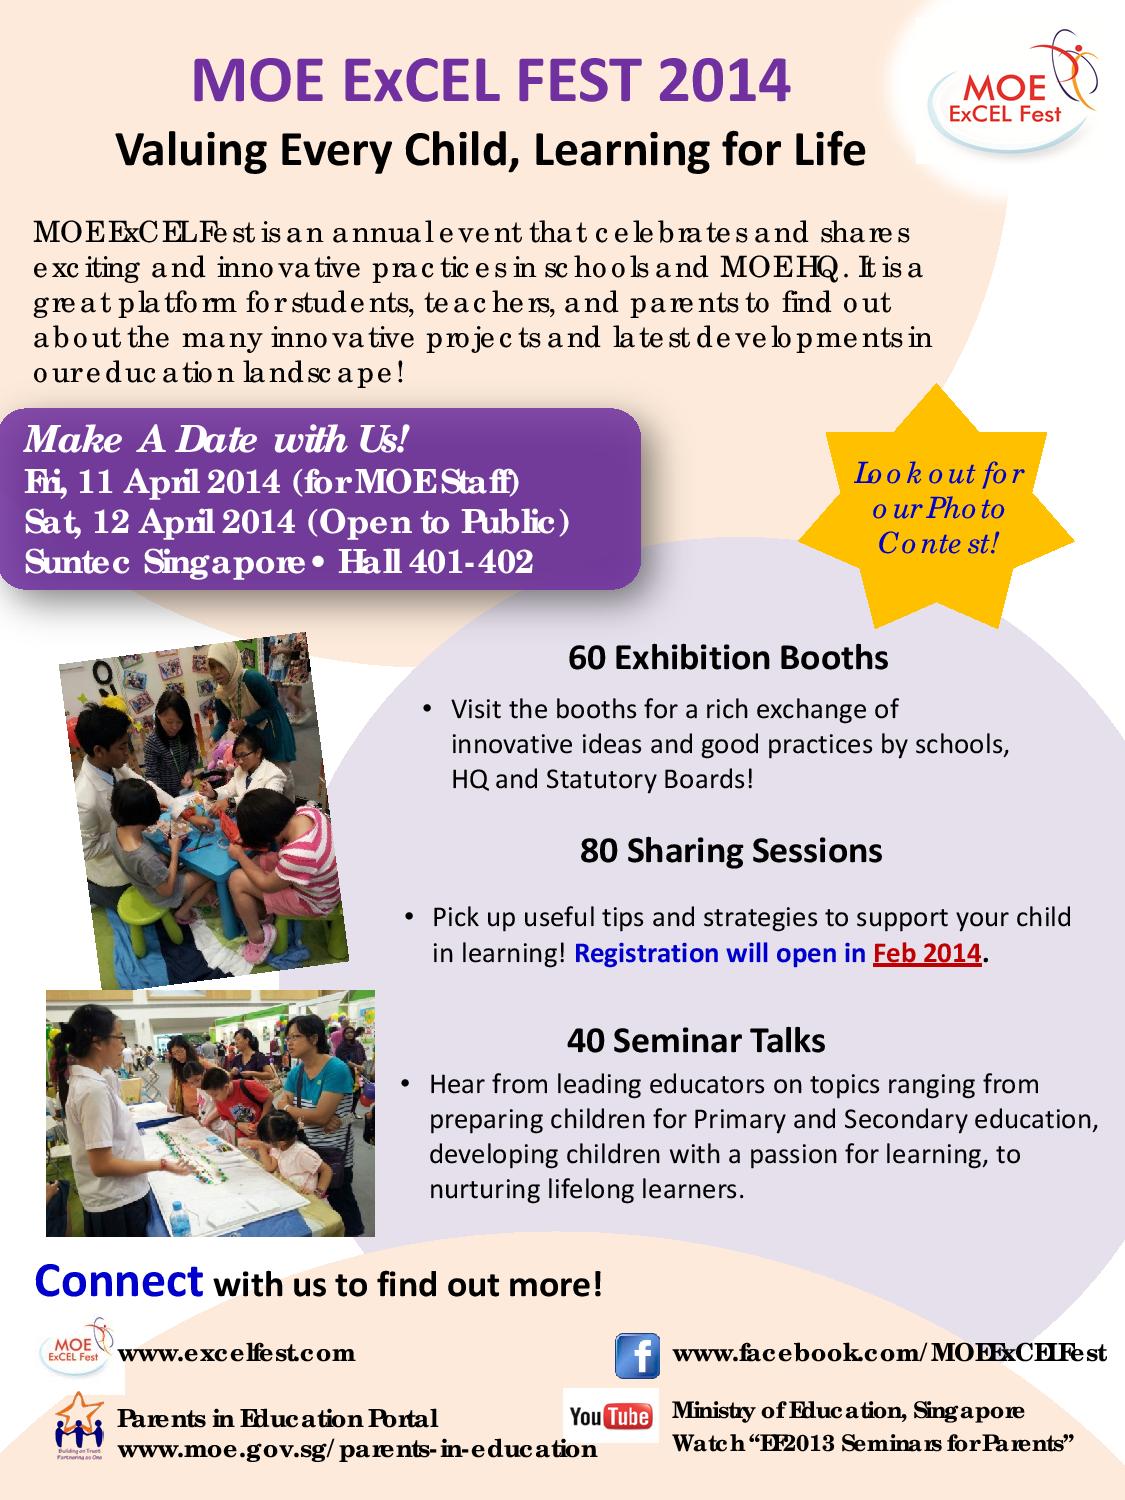 MOE ExCEL FEST 2014
MOE
ExCEL Fest
Valuing Every Child, Learning for Life
MOE ExCEL Fest is an annual event that celebrates and shares
exciting and innovative practices in schools and MOE HQ. It is a
great platform for students, teachers, and parents to find out
about the many innovative projects and latest developments in
our education landscape!
Make A Date with Us!
Fri, 11 April 2014 (for MOE Staff)
Sat, 12 April 2014 (Open to Public)
Suntec Singapore • Hall 401-402
Look out for
our Photo
Contest!
60 Exhibition Booths
• Visit the booths for a rich exchange of
innovative ideas and good practices by schools,
HQ and Statutory Boards!
80 Sharing Sessions
• Pick up useful tips and strategies to support your child
in learning! Registration will open in Feb 2014.
40 Seminar Talks
• Hear from leading educators on topics ranging from
preparing children for Primary and Secondary education,
developing children with a passion for learning, to
nurturing lifelong learners.
Connect with us to find out more!
MOE
ExCEL Fest
www.excelfest.com
f
www.facebook.com/MOEExCELFest
Building on Trust
Partnering as One
Parents in Education Portal
www.moe.gov.sg/parents-in-education
YouTube
Ministry of Education, Singapore
Watch “EF2013 Seminars for Parents”